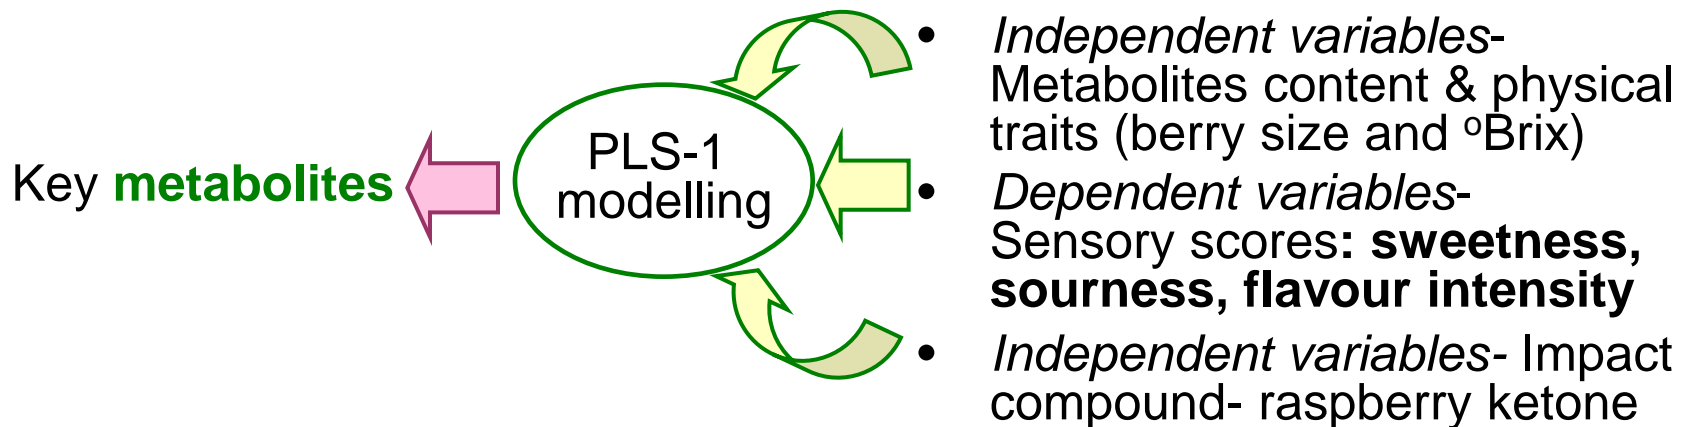 Key metabolites
PLS-1
modelling
• Independent variables-
Metabolites content & physical
traits (berry size and ºBrix)
• Dependent variables-
Sensory scores: sweetness,
sourness, flavour intensity
• Independent variables- Impact
compound- raspberry ketone